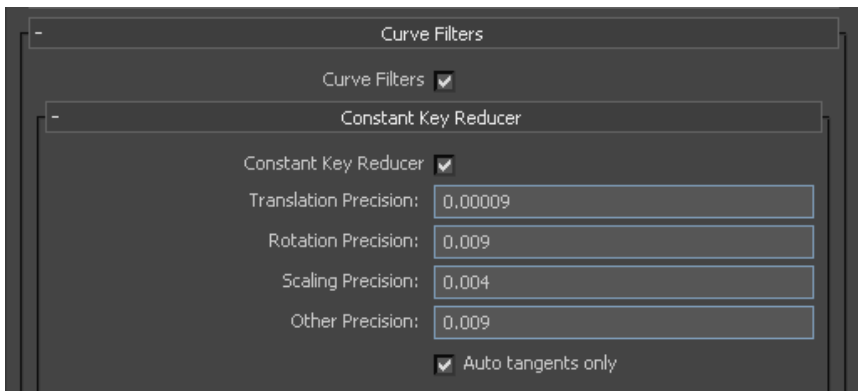 - Curve Filters
Curve Filters
- Constant Key Reducer
Constant Key Reducer
Translation Precision: 0.00009
Rotation Precision: 0.009
Scaling Precision: 0.004
Other Precision: 0.009
Auto tangents only